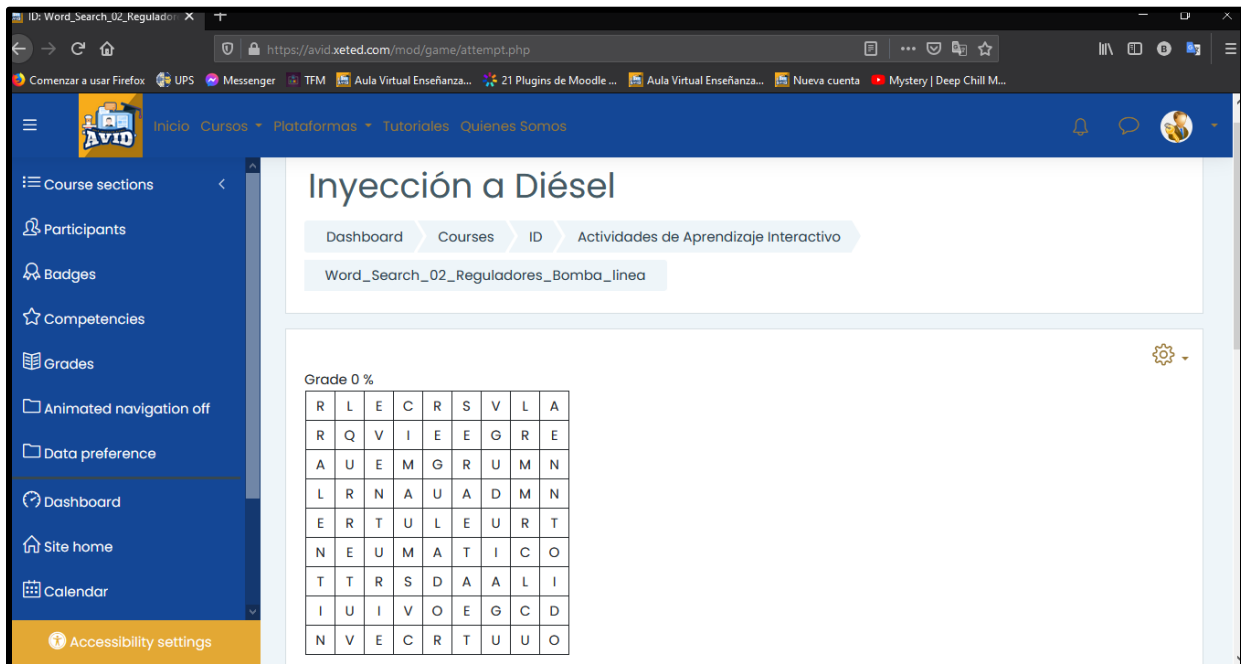 ID: Word_Search_02_Regulador
https://avid.xeted.com/mod/game/attempt.php
Comenzar a usar Firefox UPS Messenger TFM Aula Virtual Enseñanza... 21 Plugins de Moodle ... Aula Virtual Enseñanza... Nueva cuenta Mystery | Deep Chill M...
AVID Inicio Cursos Plataformas Tutoriales Quienes Somos
Course sections
Participants
Badges
Competencies
Grades
Animated navigation off
Data preference
Dashboard
Site home
Calendar
Accessibility settings
Inyección a Diésel
Dashboard Courses ID Actividades de Aprendizaje Interactivo
Word_Search_02_Reguladores_Bomba_linea
Grade 0 %
R L E C R S V L A
R Q V I E E G R E
A U E M G R U M N
L R N A U A D M N
E R T U L E U R T
N E U M A T I C O
T T R S D A A L I
I U I V O E G C D
N V E C R T U U O